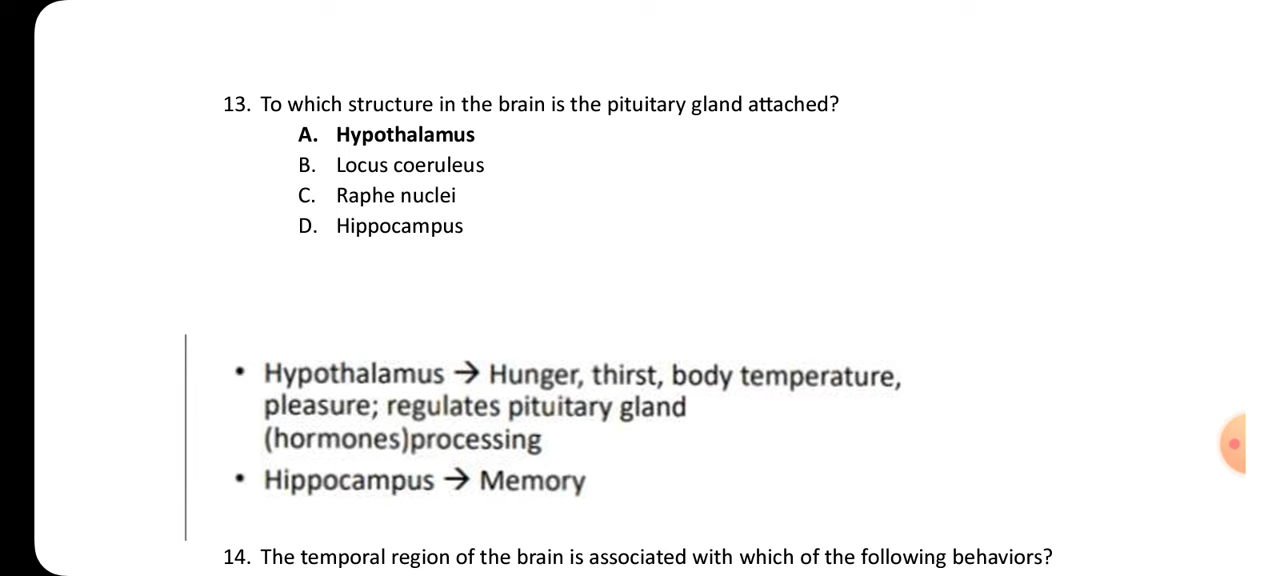 13. To which structure in the brain is the pituitary gland attached?
A. Hypothalamus
B. Locus coeruleus
C. Raphe nuclei
D. Hippocampus
• Hypothalamus → Hunger, thirst, body temperature,
pleasure; regulates pituitary gland
(hormones)processing
• Hippocampus → Memory
14. The temporal region of the brain is associated with which of the following behaviors?